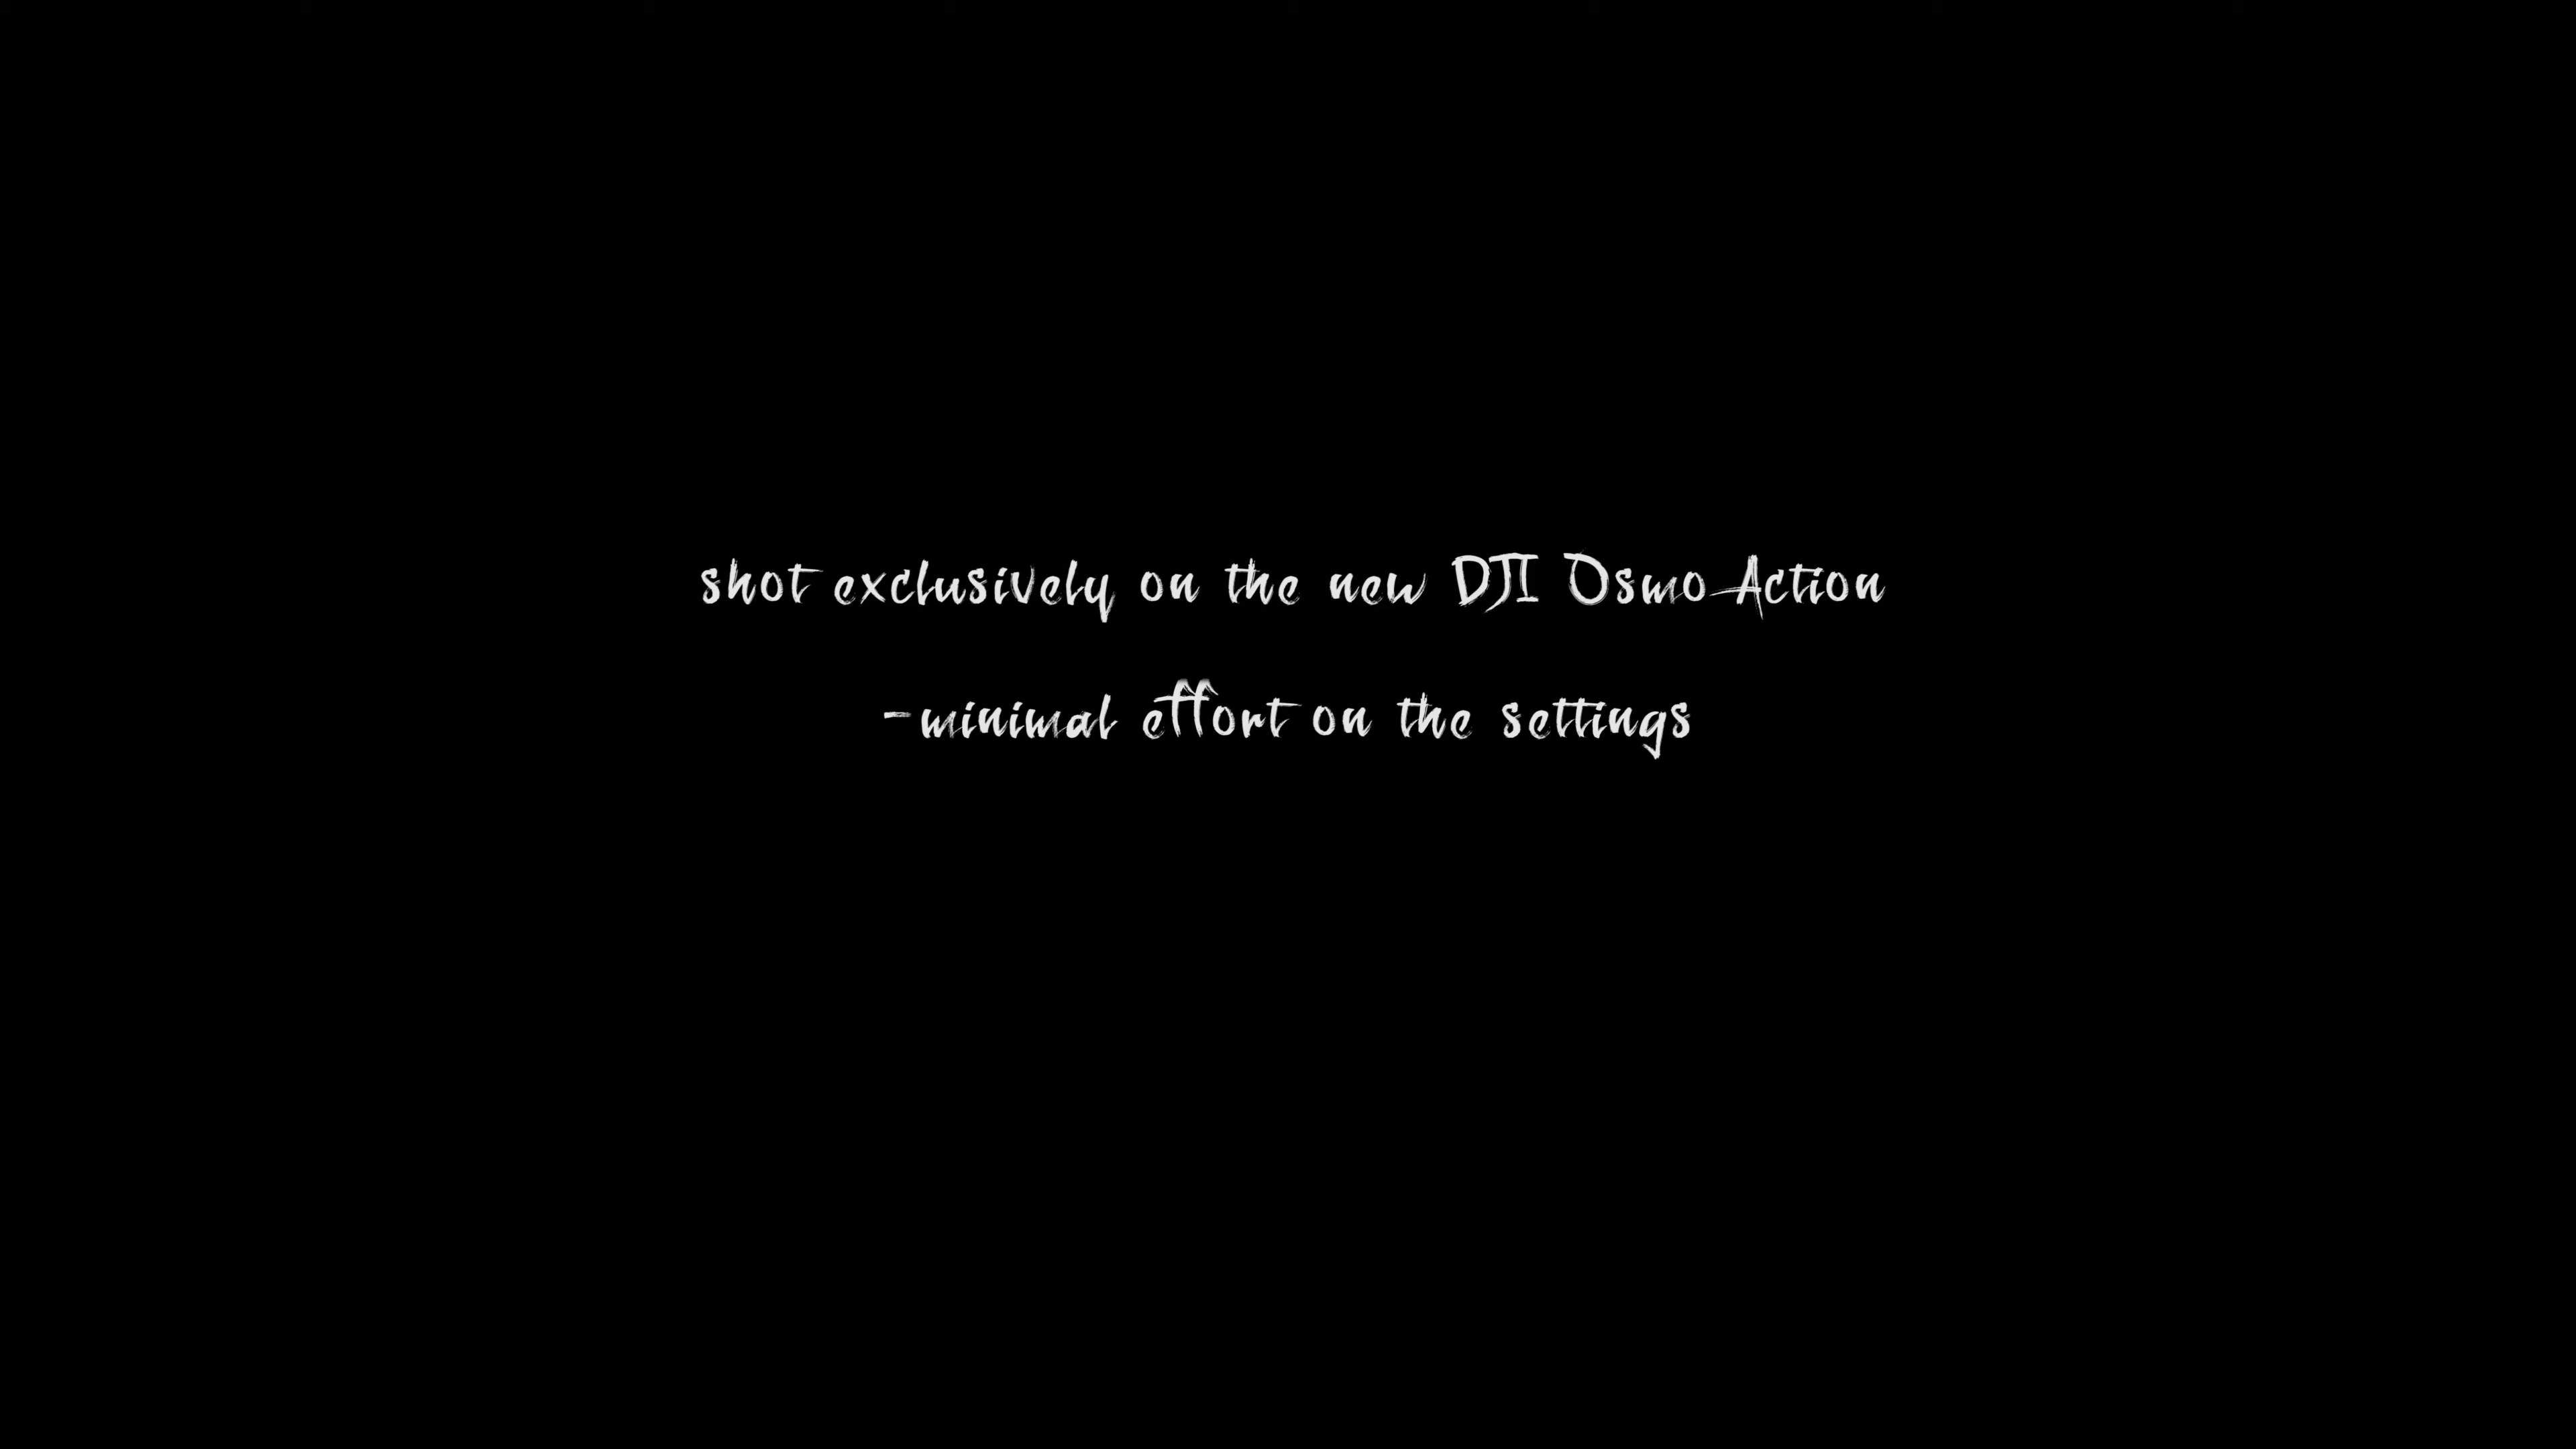 shot exclusively on the new DJI Osmo Action
-minimal effort on the settings